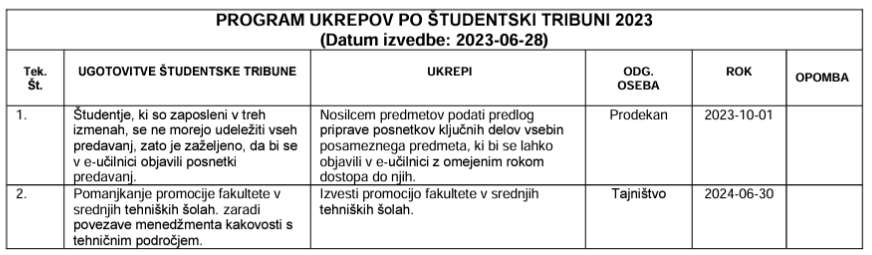 PROGRAM UKREPOV PO ŠTUDENTSKI TRIBUNI 2023
(Datum izvedbe: 2023-06-28)
Tek. Št.
UGOTOVITVE ŠTUDENTSKE TRIBUNE
UKREPI
ODG. OSEBA
ROK
OPOMBA
1.
Študentje, ki so zaposleni v treh
izmenah, se ne morejo udeležiti vseh
predavanj, zato je zaželjeno, da bi se
v e-učilnici objavili posnetki
predavanj.
Nosilcem predmetov podati predlog
priprave posnetkov ključnih delov vsebin
posameznega predmeta, ki bi se lahko
objavili v e-učilnici z omejenim rokom
dostopa do njih.
Prodekan
2023-10-01
2.
Pomanjkanje promocije fakultete v
srednjih tehniških šolah. zaradi
povezave menedžmenta kakovosti s
tehničnim področjem.
Izvesti promocijo fakultete v srednjih
tehniških šolah.
Tajništvo
2024-06-30